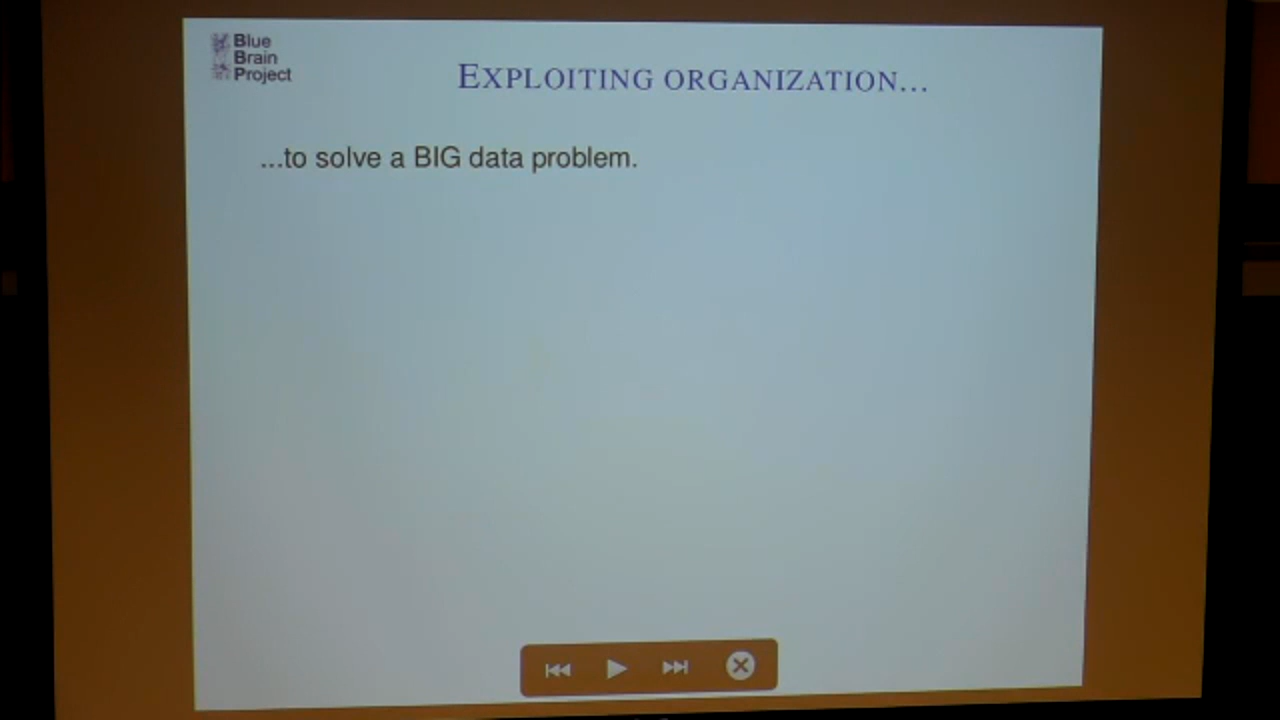 Blue
Brain
Project
EXPLOITING ORGANIZATION...
...to solve a BIG data problem.